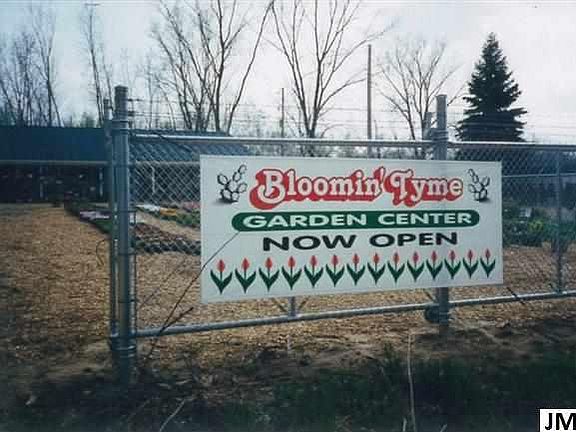 Bloomin' Tyme
GARDEN CENTER
NOW OPEN
JM